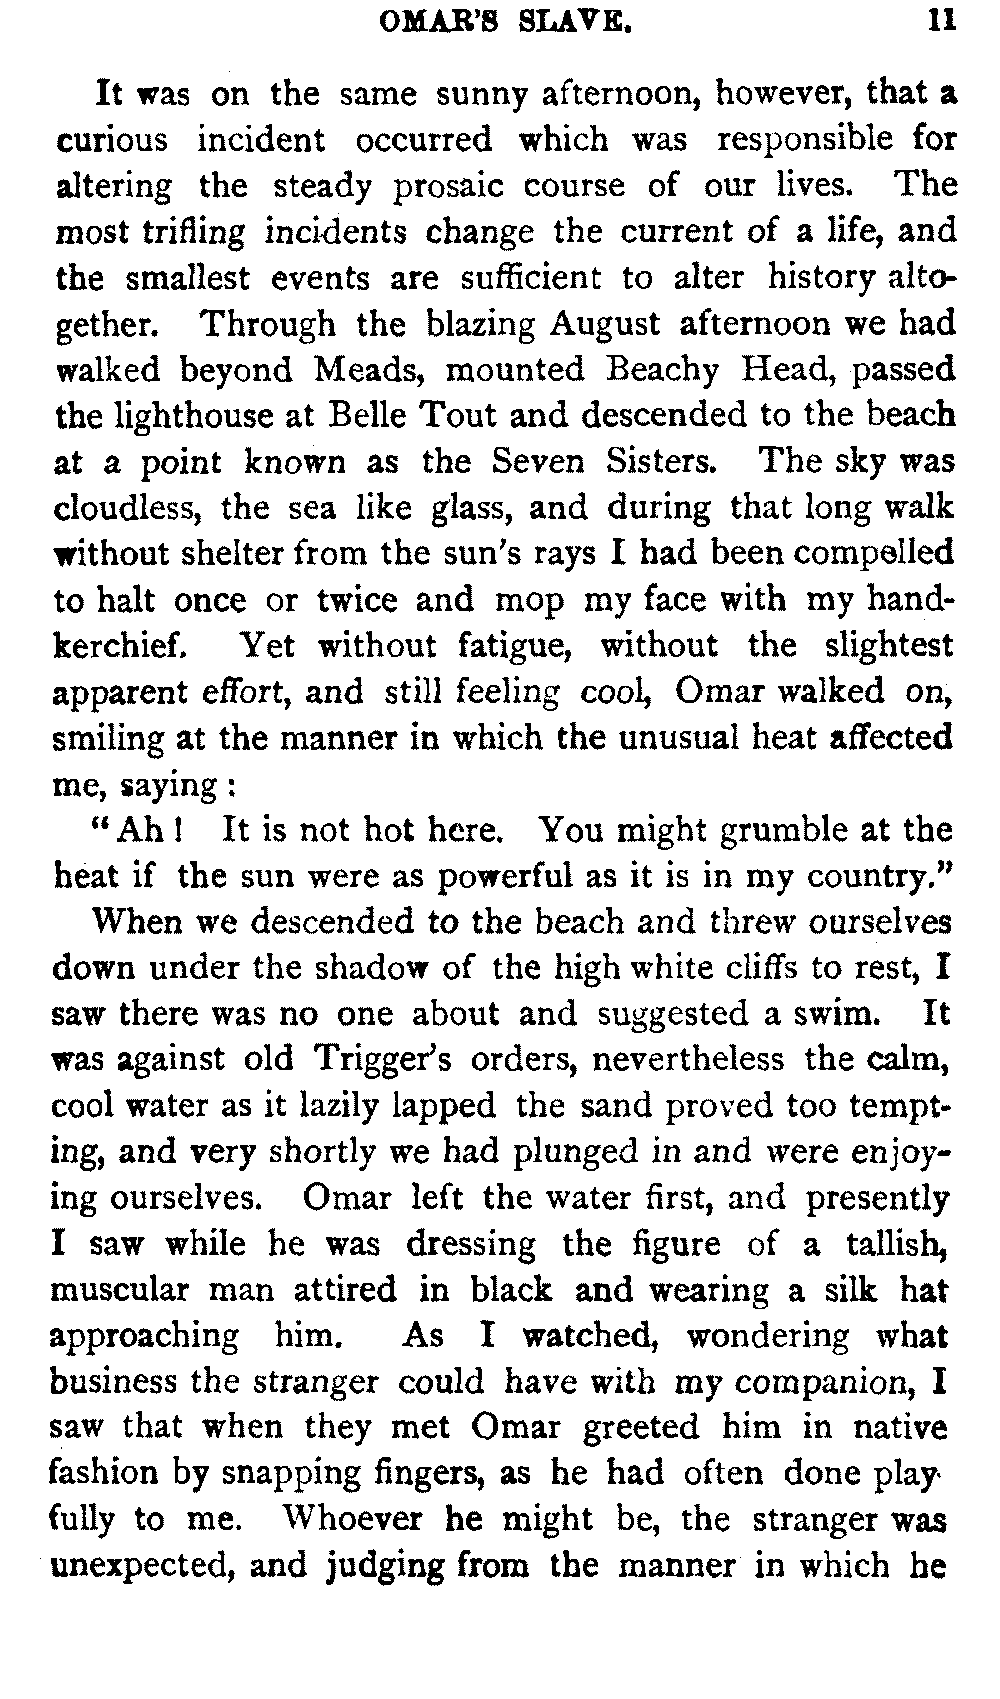 OMAR'S SLAVE. 11
It was on the same sunny afternoon, however, that a
curious incident occurred which was responsible for
altering the steady prosaic course of our lives. The
most trifling incidents change the current of a life, and
the smallest events are sufficient to alter history alto-
gether. Through the blazing August afternoon we had
walked beyond Meads, mounted Beachy Head, passed
the lighthouse at Belle Tout and descended to the beach
at a point known as the Seven Sisters. The sky was
cloudless, the sea like glass, and during that long walk
without shelter from the sun's rays I had been compelled
to halt once or twice and mop my face with my hand-
kerchief. Yet without fatigue, without the slightest
apparent effort, and still feeling cool, Omar walked on,
smiling at the manner in which the unusual heat affected
me, saying :
"Ah ! It is not hot here. You might grumble at the
heat if the sun were as powerful as it is in my country."
When we descended to the beach and threw ourselves
down under the shadow of the high white cliffs to rest, I
saw there was no one about and suggested a swim. It
was against old Trigger's orders, nevertheless the calm,
cool water as it lazily lapped the sand proved too tempt-
ing, and very shortly we had plunged in and were enjoy-
ing ourselves. Omar left the water first, and presently
I saw while he was dressing the figure of a tallish,
muscular man attired in black and wearing a silk hat
approaching him. As I watched, wondering what
business the stranger could have with my companion, I
saw that when they met Omar greeted him in native
fashion by snapping fingers, as he had often done play-
fully to me. Whoever he might be, the stranger was
unexpected, and judging from the manner in which he